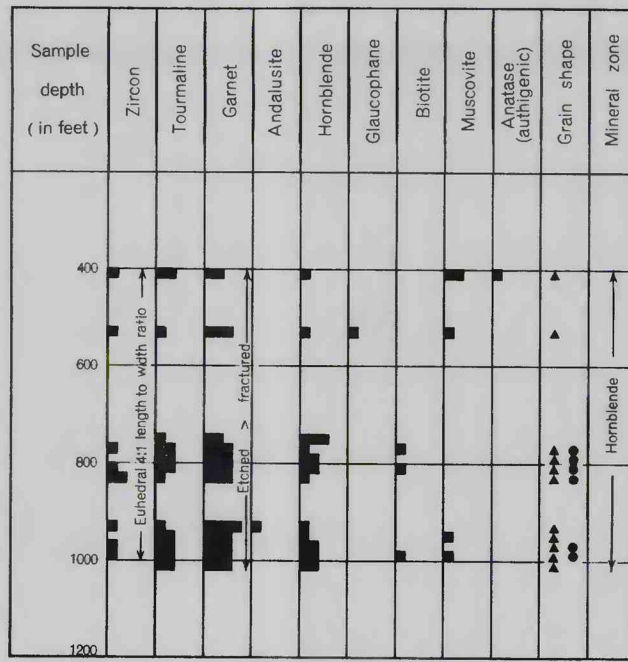 Sample
depth
( in feet )
Zircon
Tourmaline
Garnet
Andalusite
Hornblende
Glaucophane
Biotite
Muscovite
Anatase
(authigenic)
Grain shape
Mineral zone
400
600
800
1000
1200
Euhedral 4:1 length to width ratio
Etched > fractured
Hornblende